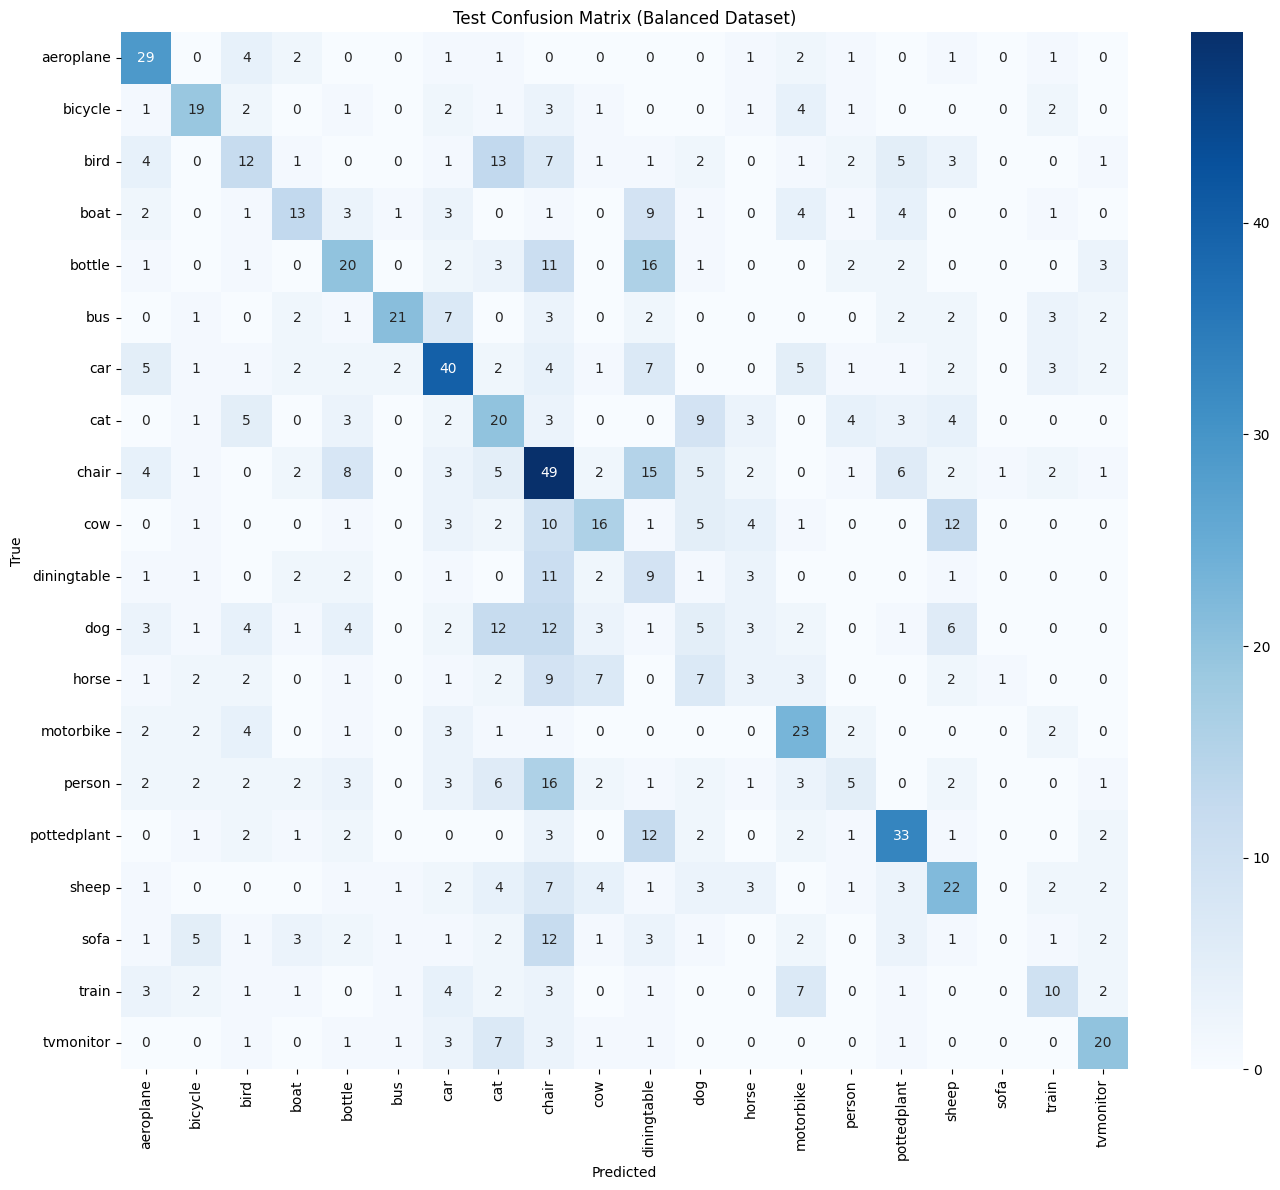 Test Confusion Matrix (Balanced Dataset)
aeroplane 29 0 4 2 0 0 1 1 0 0 0 0 1 2 1 0 1 0 1 0
bicycle 1 19 2 0 1 0 2 1 3 1 0 0 1 4 1 0 0 0 2 0
bird 4 0 12 1 0 0 1 13 7 1 1 2 0 1 2 5 3 0 0 1
boat 2 0 1 13 3 1 3 0 1 0 9 1 0 4 1 4 0 0 1 0
bottle 1 0 1 0 20 0 2 3 11 0 16 1 0 0 2 2 0 0 0 3
bus 0 1 0 2 1 21 7 0 3 0 2 0 0 0 0 2 2 0 3 2
car 5 1 1 2 2 2 40 2 4 1 7 0 0 5 1 1 2 0 3 2
cat 0 1 5 0 3 0 2 20 3 0 0 9 3 0 4 3 4 0 0 0
chair 4 1 0 2 8 0 3 5 49 2 15 5 2 0 1 6 2 1 2 1
cow 0 1 0 0 1 0 3 2 10 16 1 5 4 1 0 0 12 0 0 0
diningtable 1 1 0 2 2 0 1 0 11 2 9 1 3 0 0 0 1 0 0 0
dog 3 1 4 1 4 0 2 12 12 3 1 5 3 2 0 1 6 0 0 0
horse 1 2 2 0 1 0 1 2 9 7 0 7 3 3 0 0 2 1 0 0
motorbike 2 2 4 0 1 0 3 1 1 0 0 0 0 23 2 0 0 0 2 0
person 2 2 2 2 3 0 3 6 16 2 1 2 1 3 5 0 2 0 0 1
pottedplant 0 1 2 1 2 0 0 0 3 0 12 2 0 2 1 33 1 0 0 2
sheep 1 0 0 0 1 1 2 4 7 4 1 3 3 0 1 3 22 0 2 2
sofa 1 5 1 3 2 1 1 2 12 1 3 1 0 2 0 3 1 0 1 2
train 3 2 1 1 0 1 4 2 3 0 1 0 0 7 0 1 0 0 10 2
tvmonitor 0 0 1 0 1 1 3 7 3 1 1 0 0 0 0 1 0 0 0 20
aeroplane bicycle bird boat bottle bus car cat chair cow diningtable dog horse motorbike person pottedplant sheep sofa train tvmonitor
Predicted
True
40
30
20
10
0